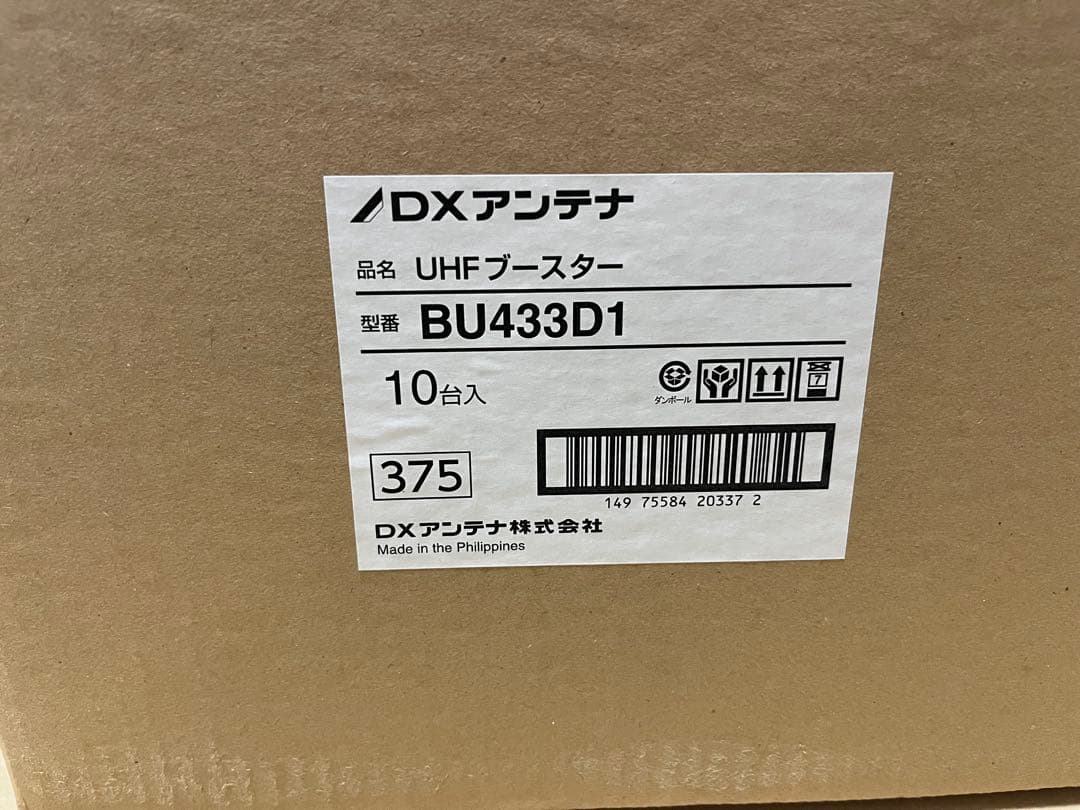 DXアンテナ
品名 UHFブースター
型番 BU433D1
10台入
ダンボール
7
375
149 75584 20337 2
DXアンテナ株式会社
Made in the Philippines